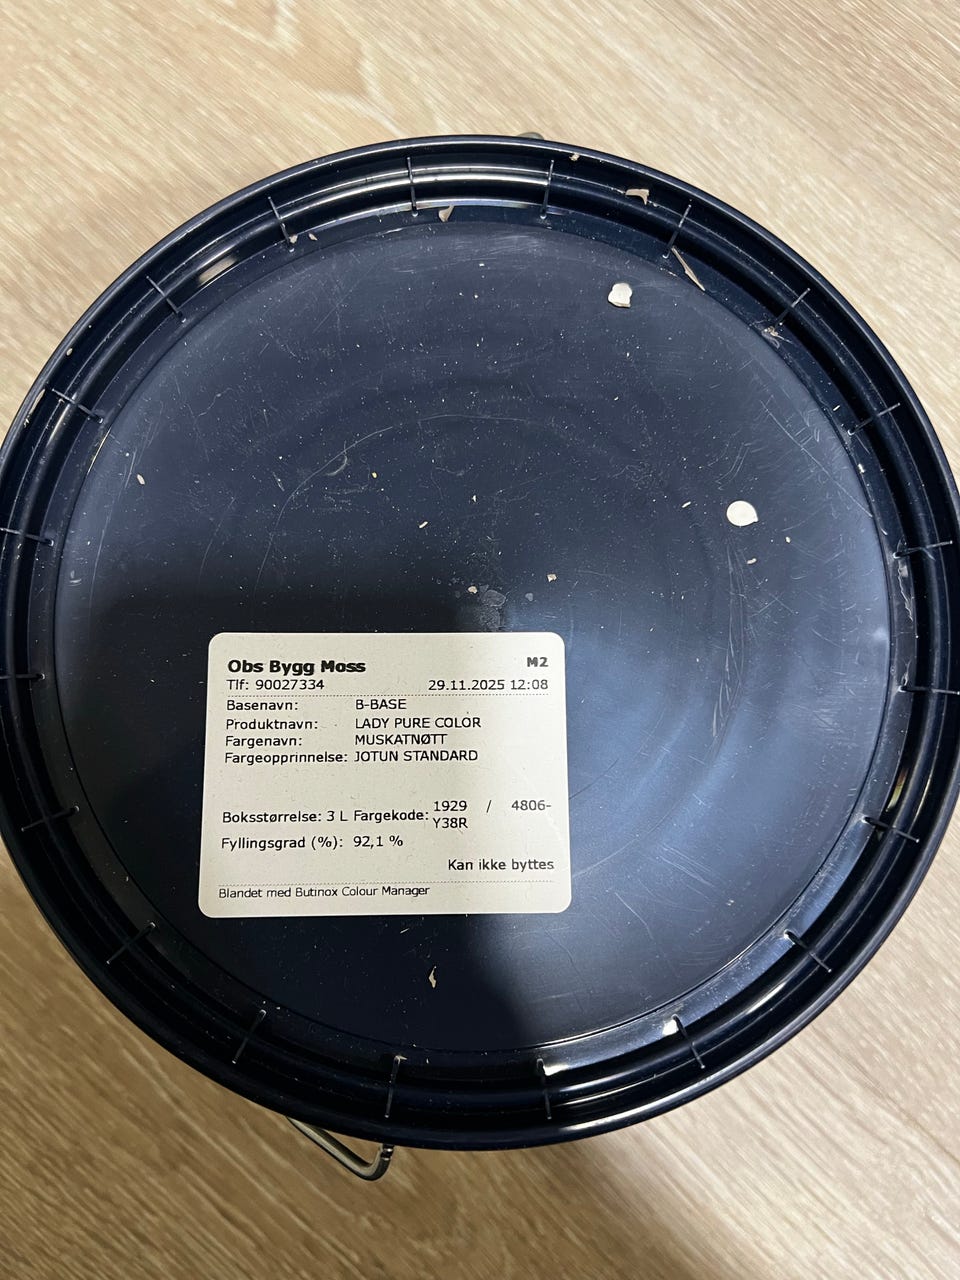 Obs Bygg Moss M2
Tlf: 90027334 29.11.2025 12:08
Basenavn: B-BASE
Produktnavn: LADY PURE COLOR
Fargenavn: MUSKATNØTT
Fargeopprinnelse: JOTUN STANDARD
Boksstørrelse: 3 L Fargekode: 1929 / 4806-
Y38R
Fyllingsgrad (%): 92,1 %
Kan ikke byttes
Blandet med Butinox Colour Manager